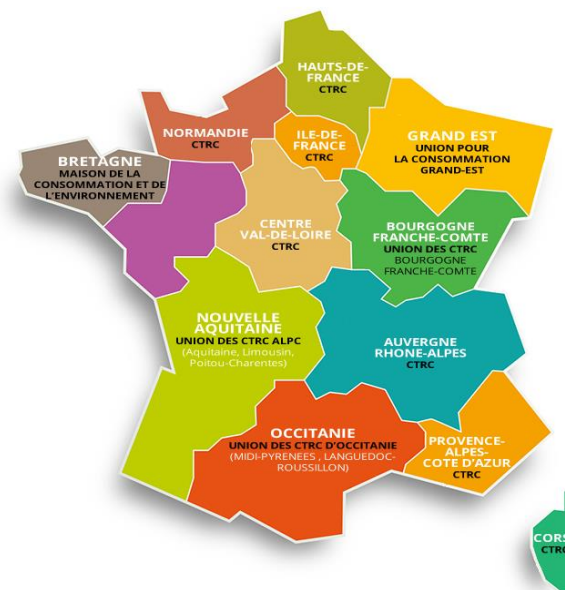 HAUTS-DE-
FRANCE
CTRC
NORMANDIE
CTRC
ILE-DE-
FRANCE
CTRC
GRAND EST
UNION POUR
LA CONSOMMATION
GRAND-EST
BRETAGNE
MAISON DE LA
CONSOMMATION ET DE
L'ENVIRONNEMENT
CENTRE
VAL-DE-LOIRE
CTRC
BOURGOGNE
FRANCHE-COMTE
UNION DES CTRC
BOURGOGNE
FRANCHE-COMTE
NOUVELLE
AQUITAINE
UNION DES CTRC ALPC
(Aquitaine, Limousin,
Poitou-Charentes)
AUVERGNE
RHONE-ALPES
CTRC
OCCITANIE
UNION DES CTRC D'OCCITANIE
(MIDI-PYRENEES , LANGUEDOC-
ROUSSILLON)
PROVENCE-
ALPES-
COTE D'AZUR
CTRC
CORS
CTRC